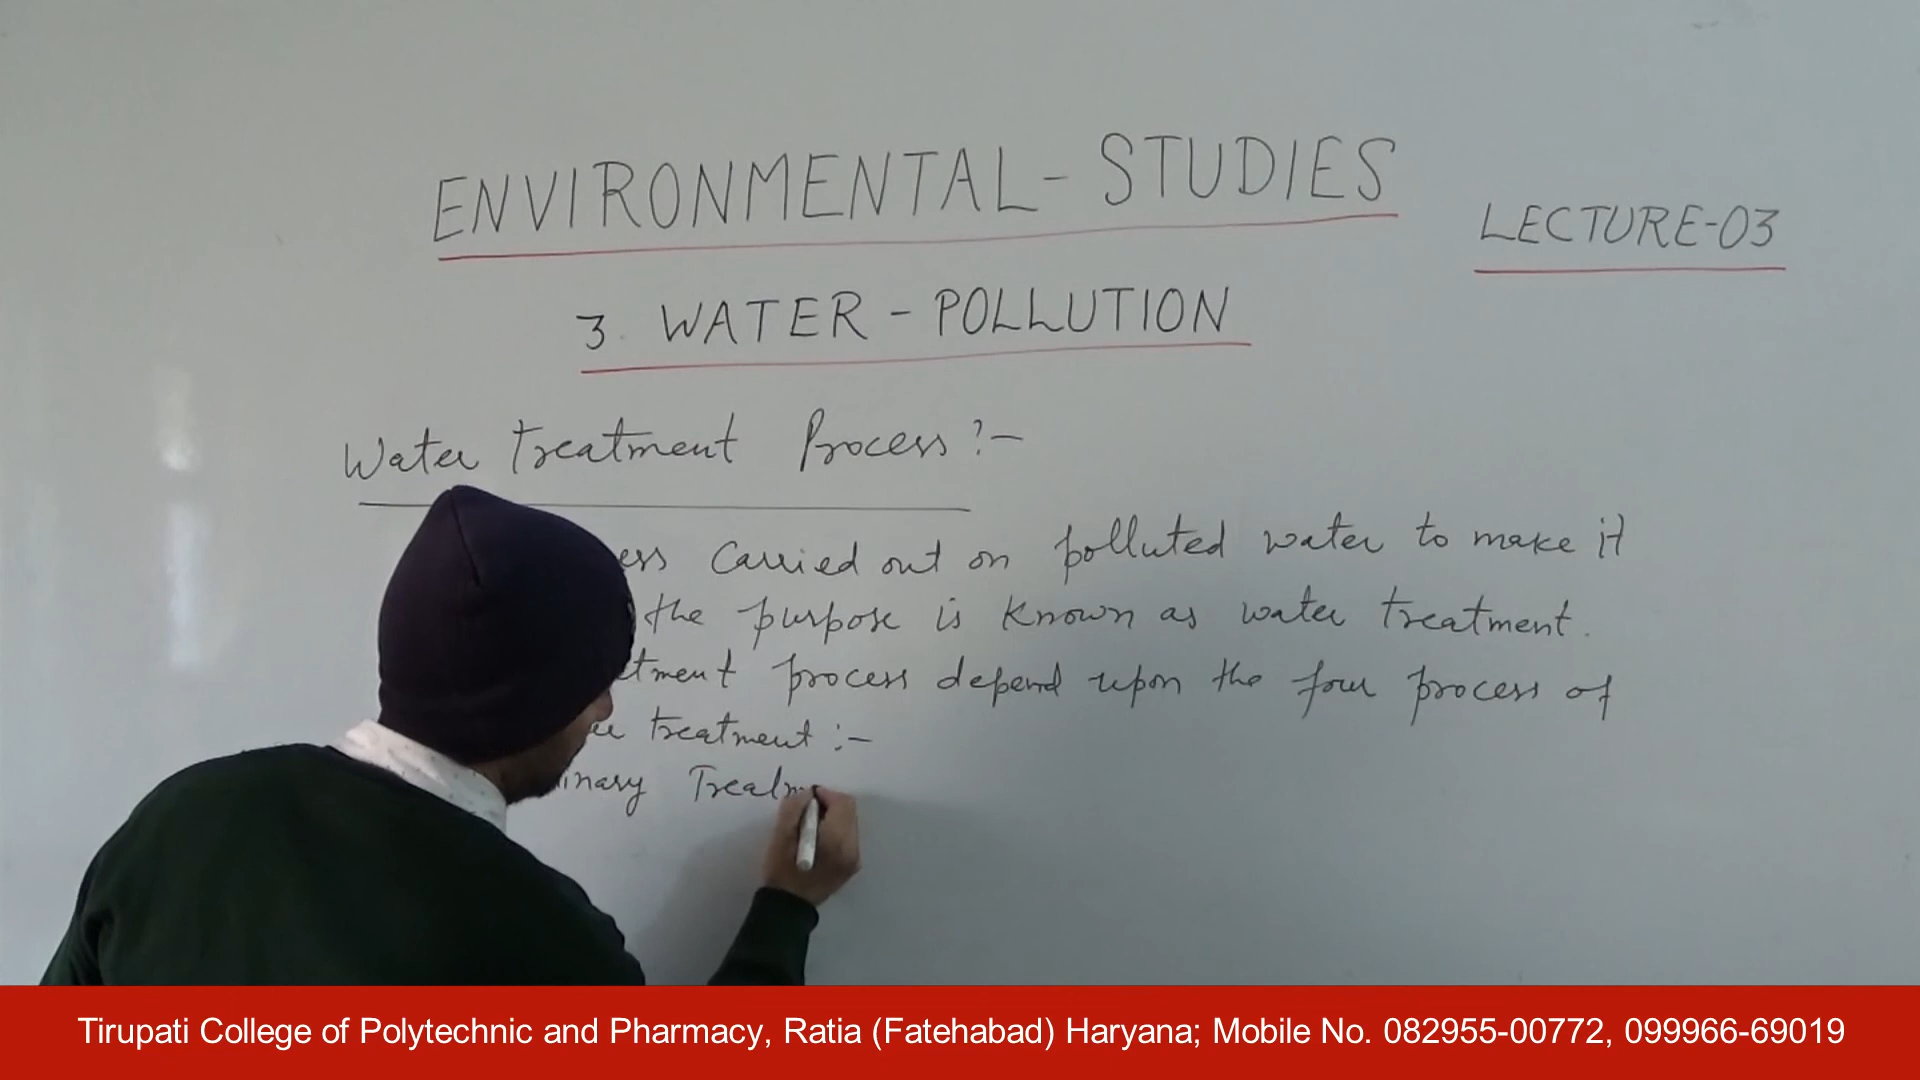 ENVIRONMENTAL - STUDIES
LECTURE-03
3. WATER - POLLUTION
Water Treatment Process :-
Carried out on polluted water to make it
the purpose is known as water treatment.
process depend upon the four process of
treatment :-
Tirupati College of Polytechnic and Pharmacy, Ratia (Fatehabad) Haryana; Mobile No. 082955-00772, 099966-69019